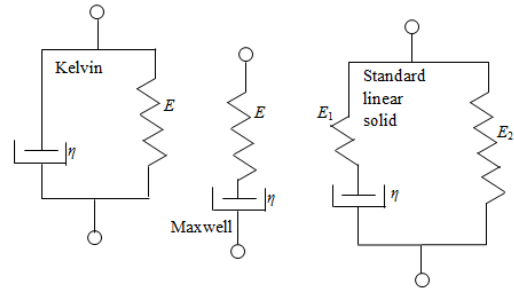 Kelvin
E
η
E
η
Maxwell
Standard
linear
solid
E1
E2
η